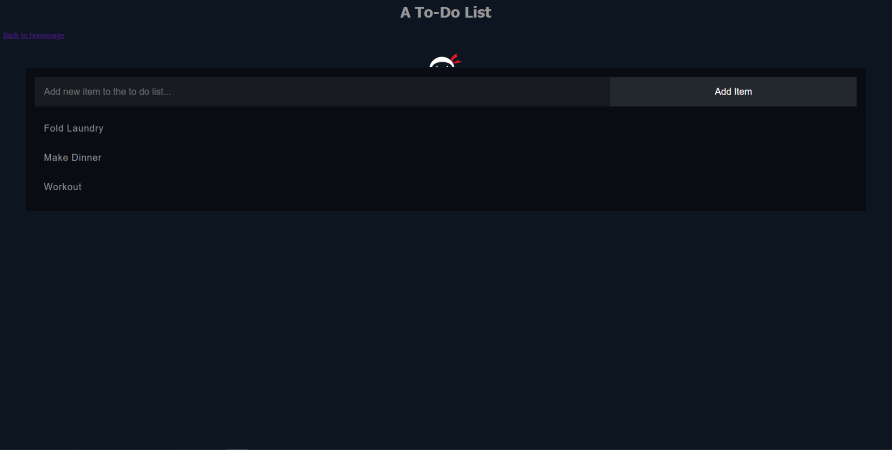 A To-Do List
Back to homepage
Add new item to the to do list...
Add Item
Fold Laundry
Make Dinner
Workout